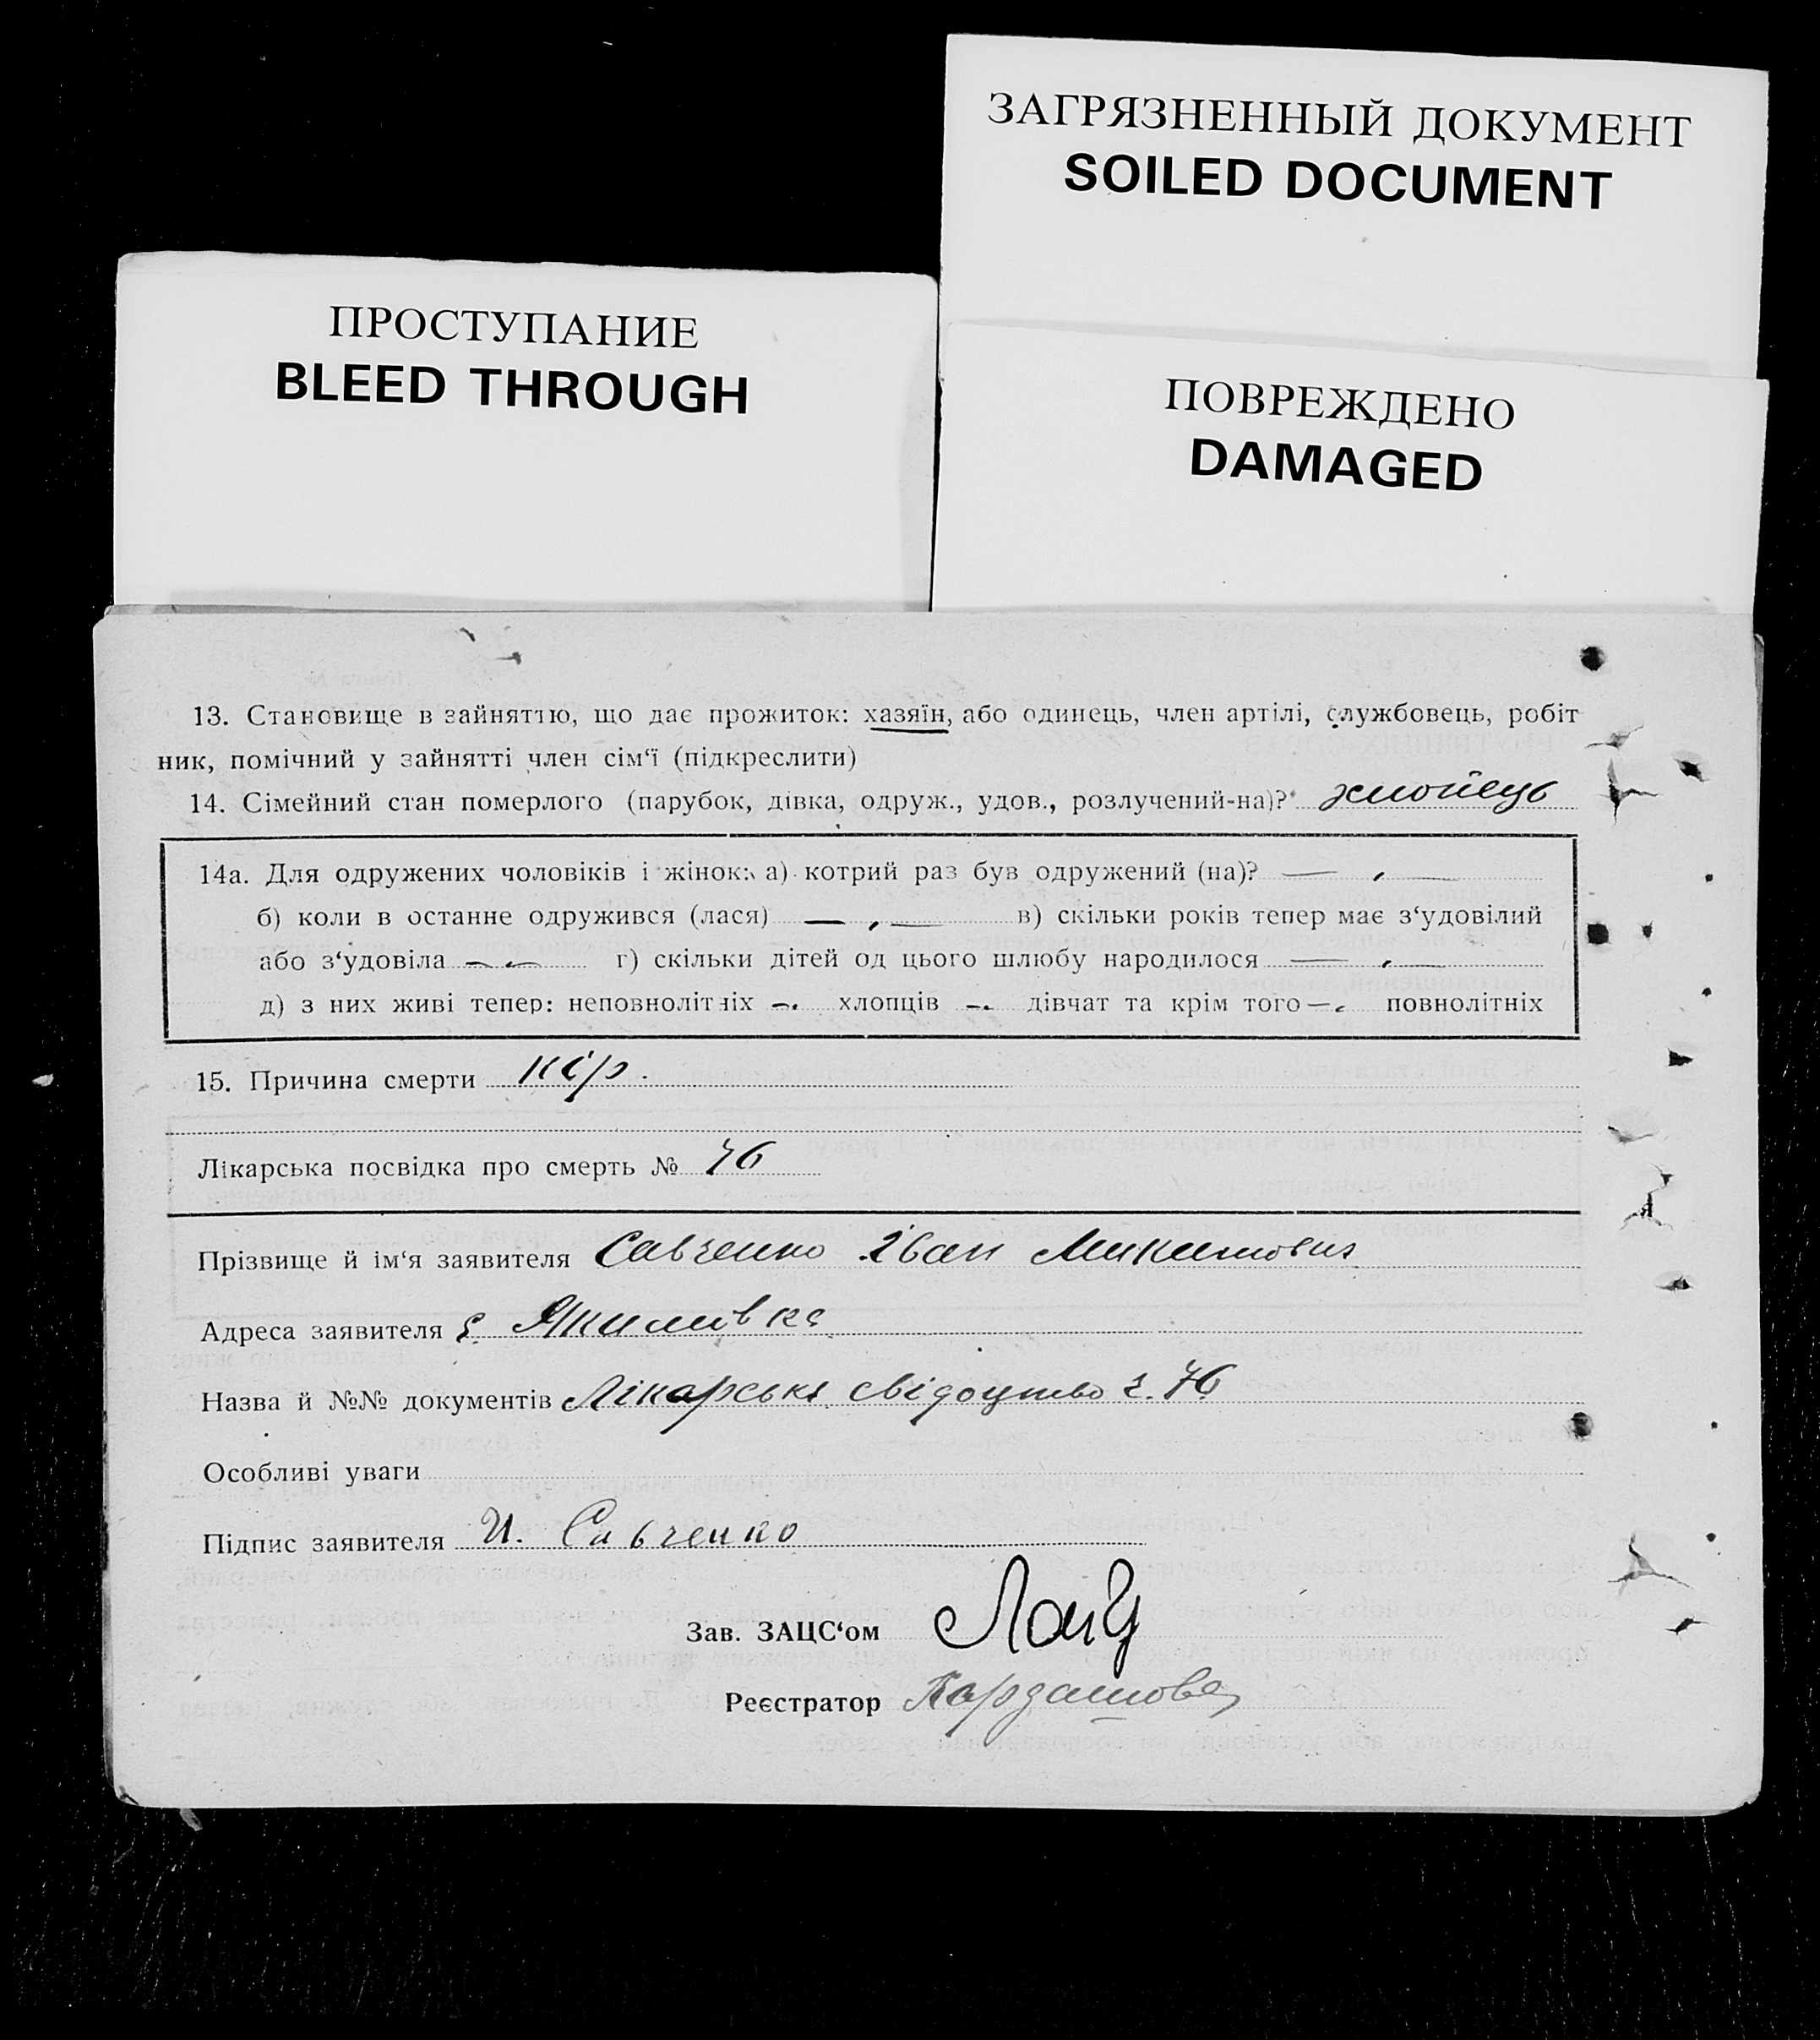 ЗАГРЯЗНЕННЫЙ ДОКУМЕНТ
SOILED DOCUMENT
ПРОСТУПАНИЕ
BLEED THROUGH
ПОВРЕЖДЕНО
DAMAGED
13. Становище в зайняттю, що дає прожиток: хазяїн, або одинець, член артілі, службовець, робіт
ник, помічний у зайнятті член сім‘ї (підкреслити)
14. Сімейний стан померлого (парубок, дівка, одруж., удов., розлучений-на)? хлопець
14а. Для одружених чоловіків і жінок: а) котрий раз був одружений (на)? — „ —
б) коли в останне одружився (лася) — „ — в) скільки років тепер має з‘удовілий
або з‘удовіла — „ — г) скільки дітей од цього шлюбу народилося — „ —
д) з них живі тепер: неповнолітніх —„ хлопців —„ дівчат та крім того —„ повнолітніх
15. Причина смерти кір.
Лікарська посвідка про смерть № 76
Прізвище й ім‘я заявителя Савченко Іван Микитович
Адреса заявителя с. Якимівка
Назва й №№ документів Лікарське свідоцтво ч. 76
Особливі уваги
Підпис заявителя И. Савченко
Зав. ЗАЦС‘ом
Реєстратор Кардашова